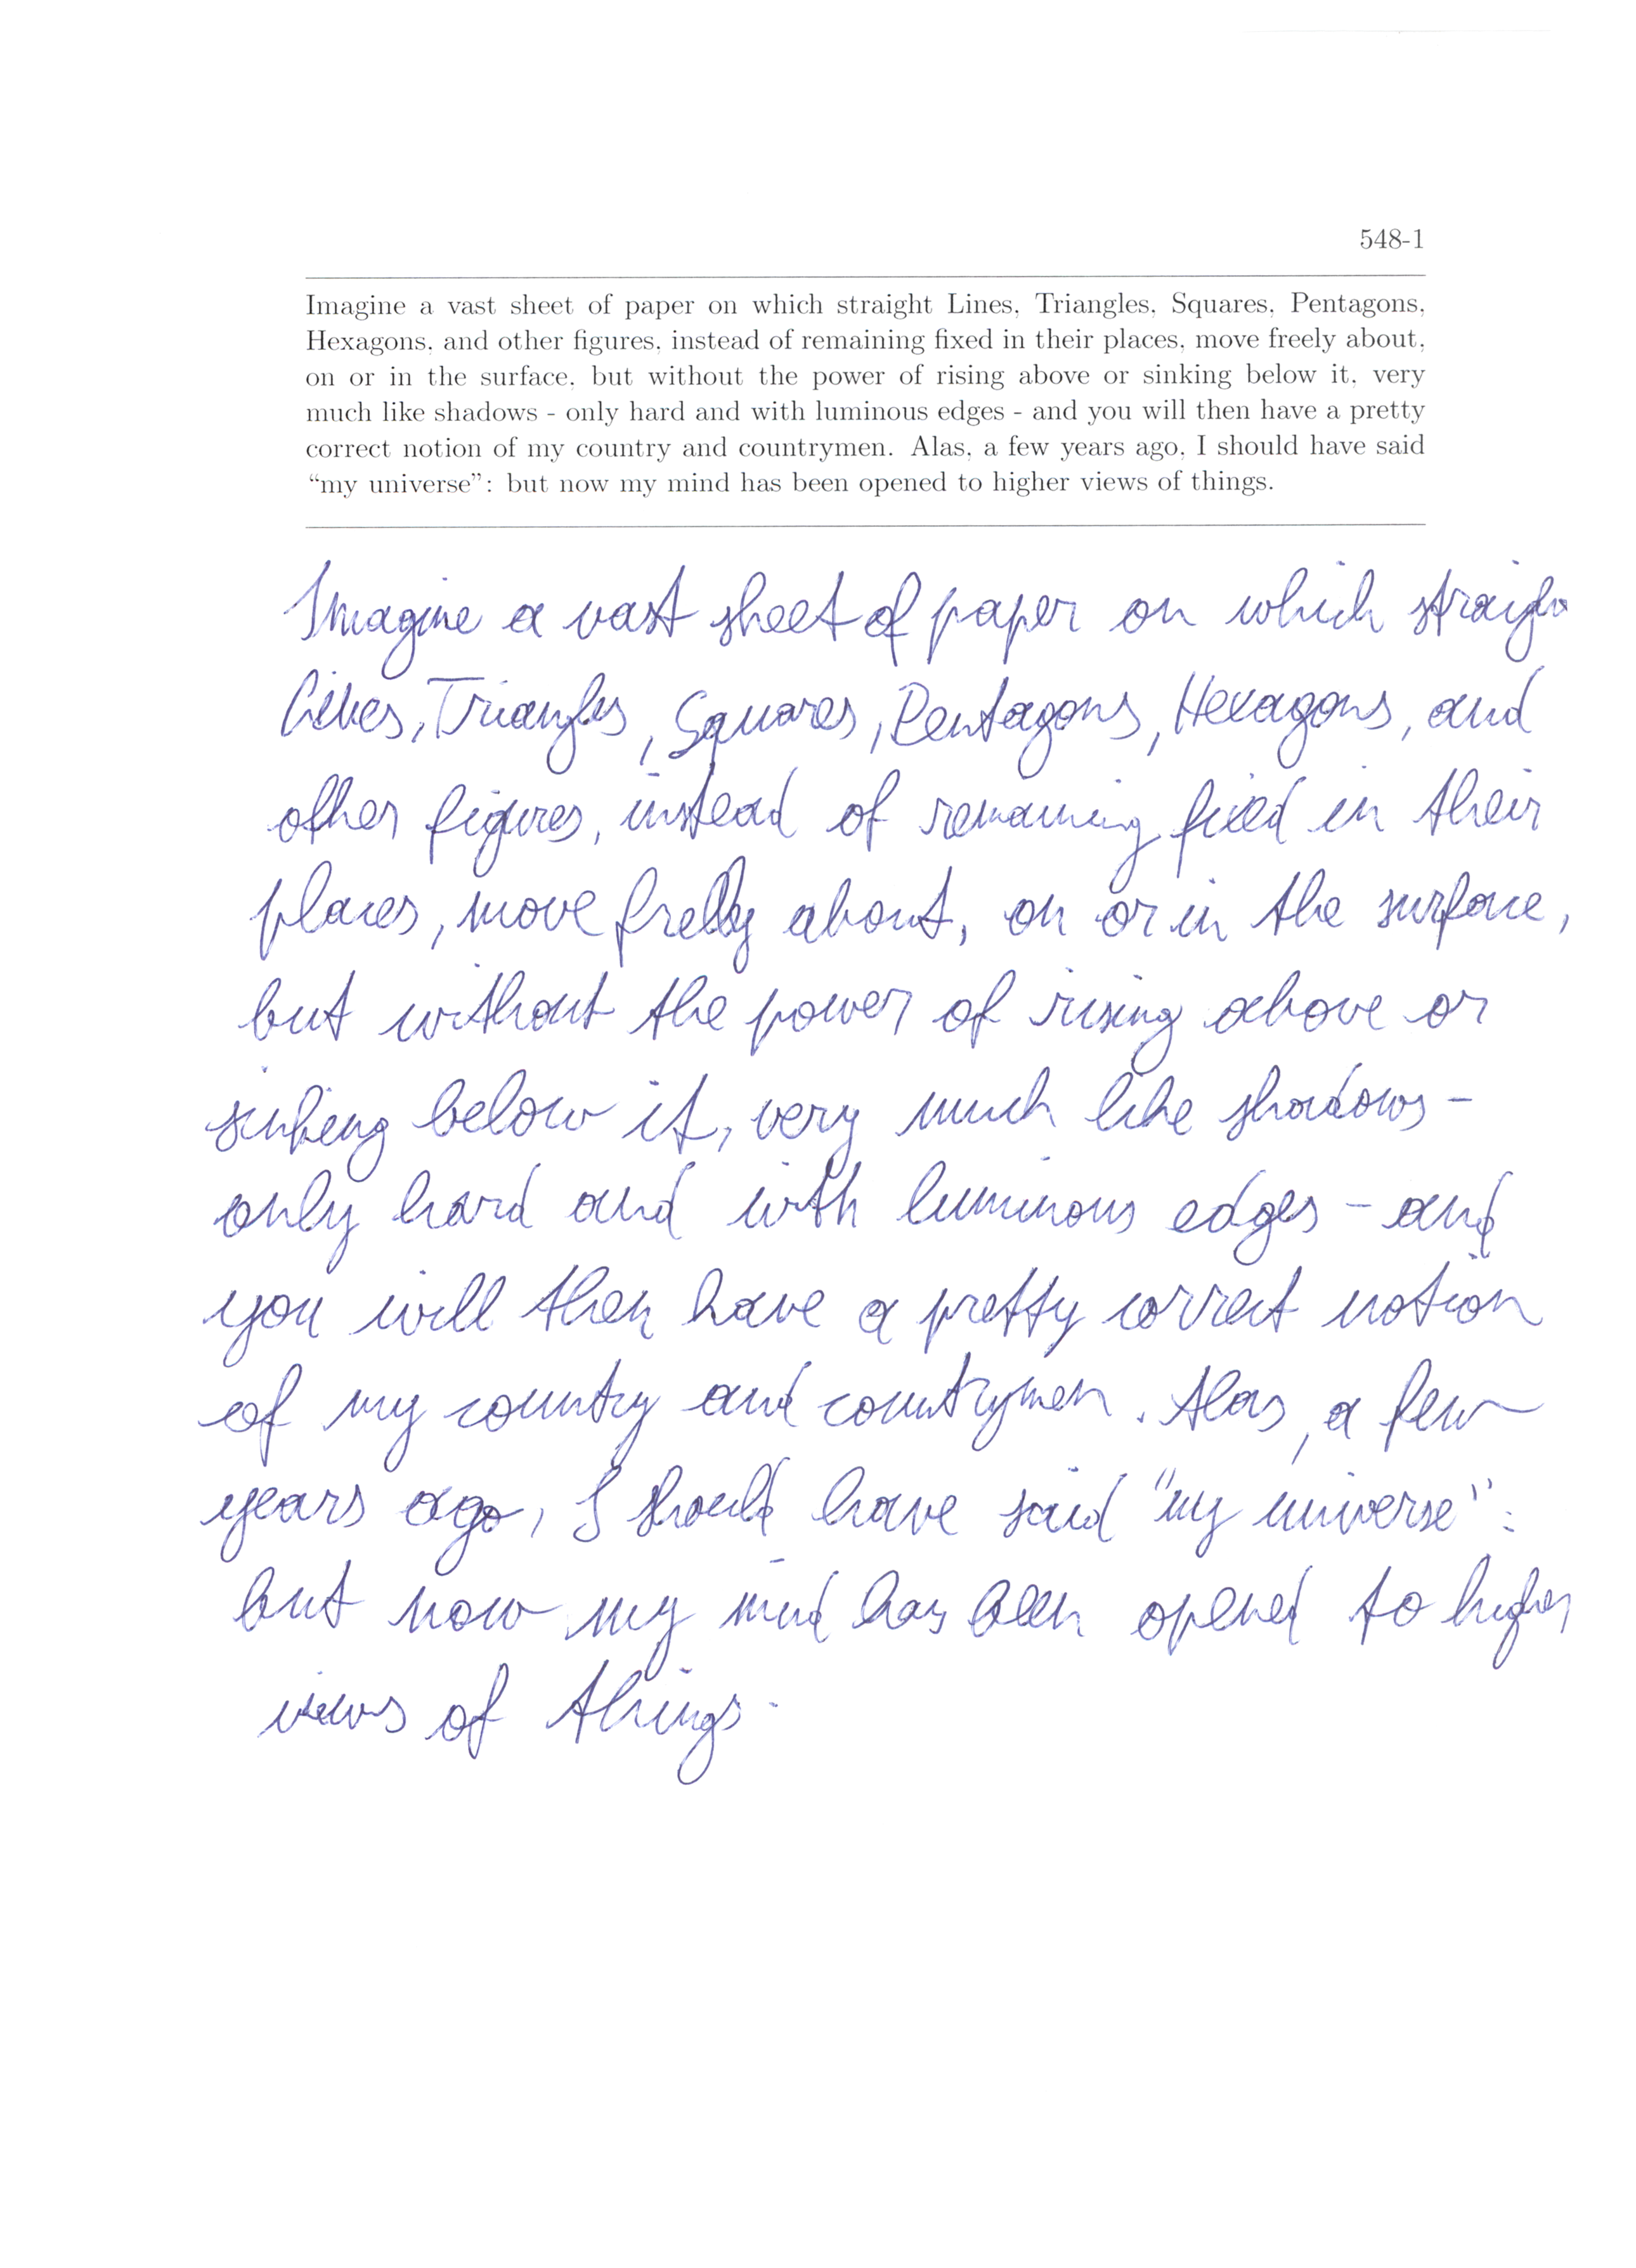 548-1
Imagine a vast sheet of paper on which straight Lines, Triangles, Squares, Pentagons,
Hexagons, and other figures, instead of remaining fixed in their places, move freely about,
on or in the surface, but without the power of rising above or sinking below it, very
much like shadows - only hard and with luminous edges - and you will then have a pretty
correct notion of my country and countrymen. Alas, a few years ago, I should have said
“my universe”: but now my mind has been opened to higher views of things.
Imagine a vast sheet of paper on which straigh
Lines, Triangles, Squares, Pentagons, Hexagons, and
other figures, instead of remaining fixed in their
places, move freely about, on or in the surface,
but without the power of rising above or
sinking below it, very much like shadows -
only hard and with luminous edges - and
you will then have a pretty correct notion
of my country and countrymen. Alas, a few
years ago, I should have said "my universe":
but now my mind has been opened to higher
views of things.